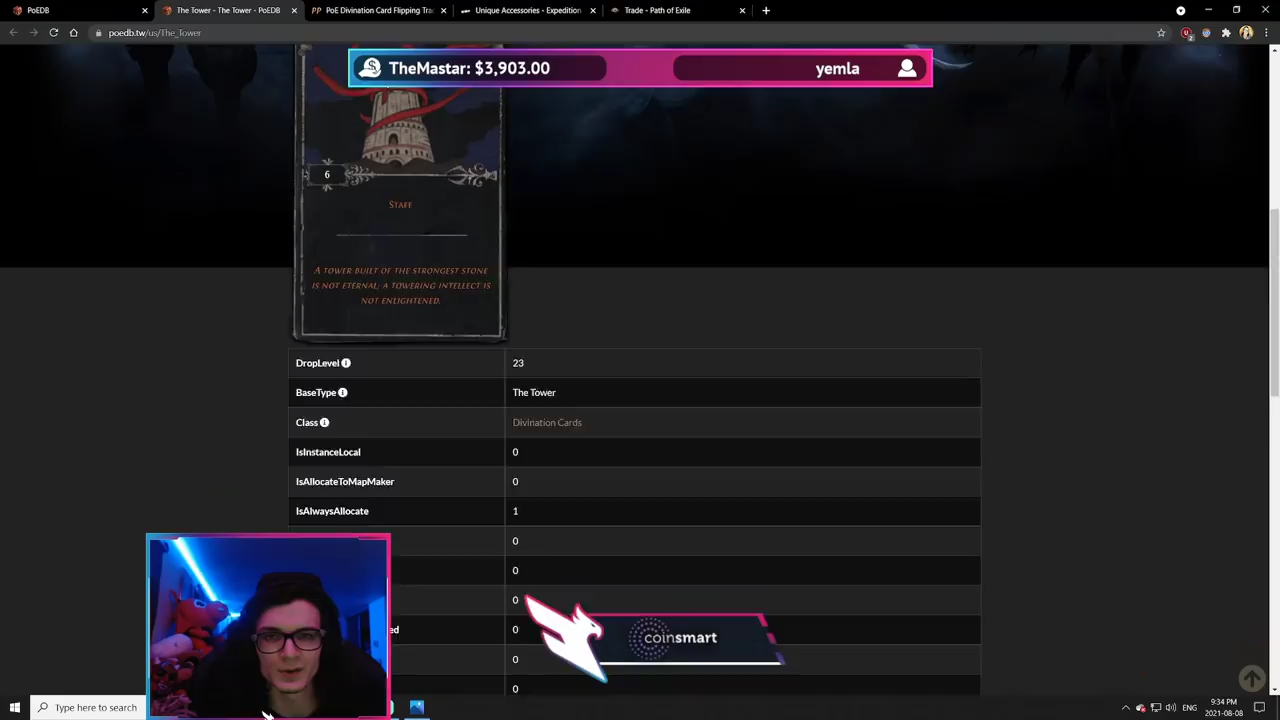 PoEDB
The Tower - The Tower - PoEDB
PP PoE Divination Card Flipping Tra
Unique Accessories - Expedition
Trade - Path of Exile
poedb.tw/us/The_Tower
TheMastar: $3,903.00
yemla
6
Staff
A tower built of the strongest stone
is not eternal; a towering intellect is
not enlightened.
DropLevel 23
BaseType The Tower
Class Divination Cards
IsInstanceLocal 0
IsAllocateToMapMaker 0
IsAlwaysAllocate 1
0
0
0
ed 0
0
0
coinsmart
Type here to search
ENG
9:34 PM
2021-08-08